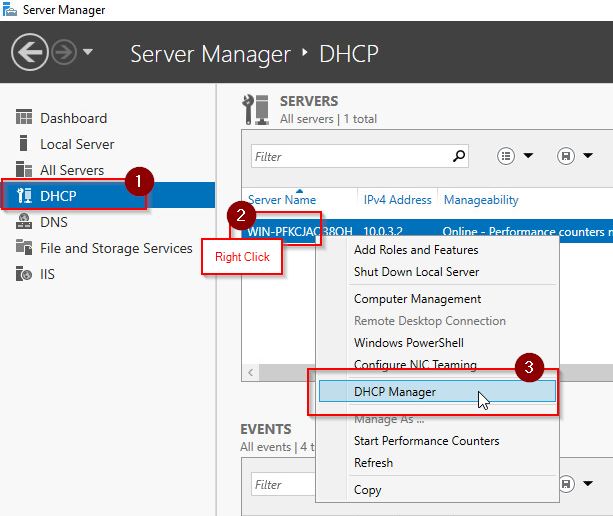 Server Manager
Server Manager ▸ DHCP
Dashboard
Local Server
All Servers
1
DHCP
DNS
File and Storage Services
IIS
SERVERS
All servers | 1 total
Filter
Server Name IPv4 Address Manageability
2
10.0.3.2 Online - Performance counters
Right Click
Add Roles and Features
Shut Down Local Server
Computer Management
Remote Desktop Connection
Windows PowerShell
Configure NIC Teaming
3
DHCP Manager
Manage As ...
Start Performance Counters
Refresh
Copy
EVENTS
All events | 4
Filter